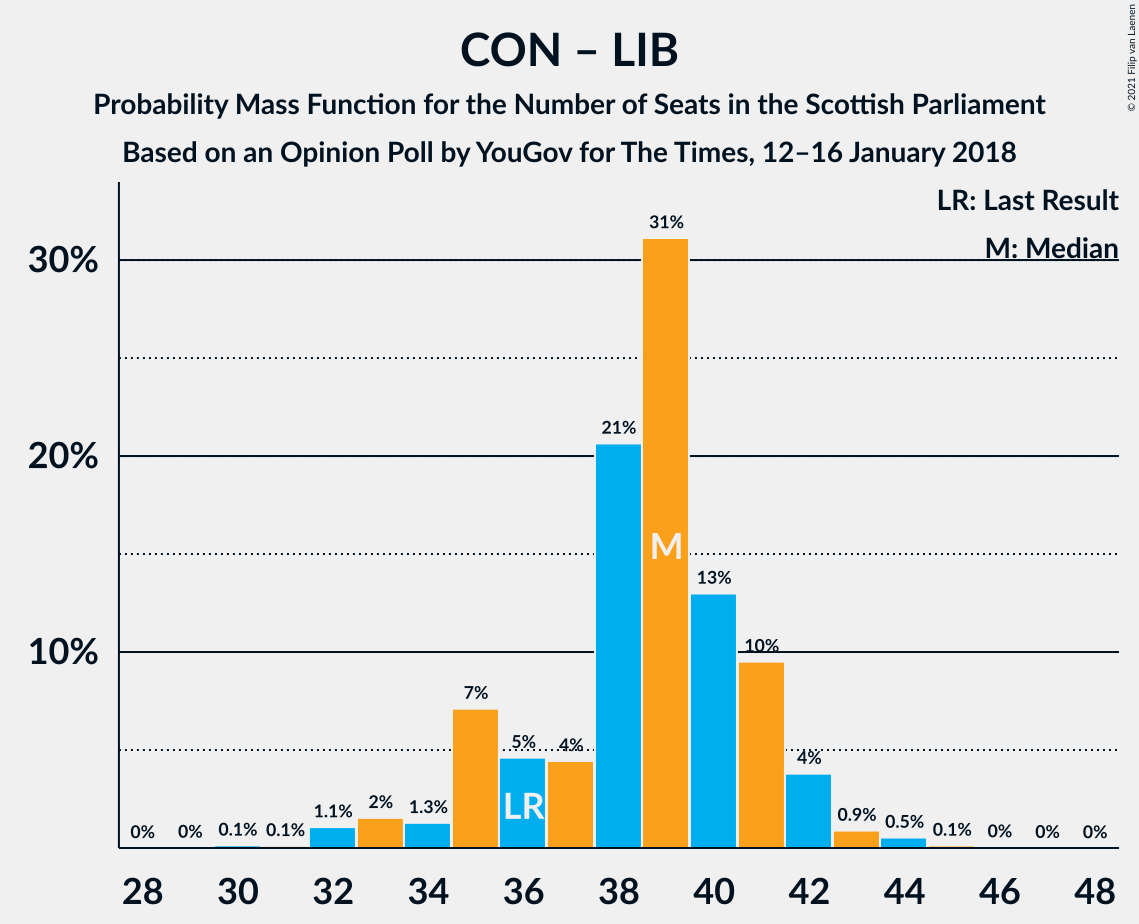 CON – LIB
Probability Mass Function for the Number of Seats in the Scottish Parliament
Based on an Opinion Poll by YouGov for The Times, 12–16 January 2018
© 2021 Filip van Laenen
LR: Last Result
M: Median
30%
20%
10%
0%
0%
0.1%
0.1%
1.1%
2%
1.3%
7%
5%
4%
21%
31%
13%
10%
4%
0.9%
0.5%
0.1%
0%
0%
0%
LR
M
28 30 32 34 36 38 40 42 44 46 48